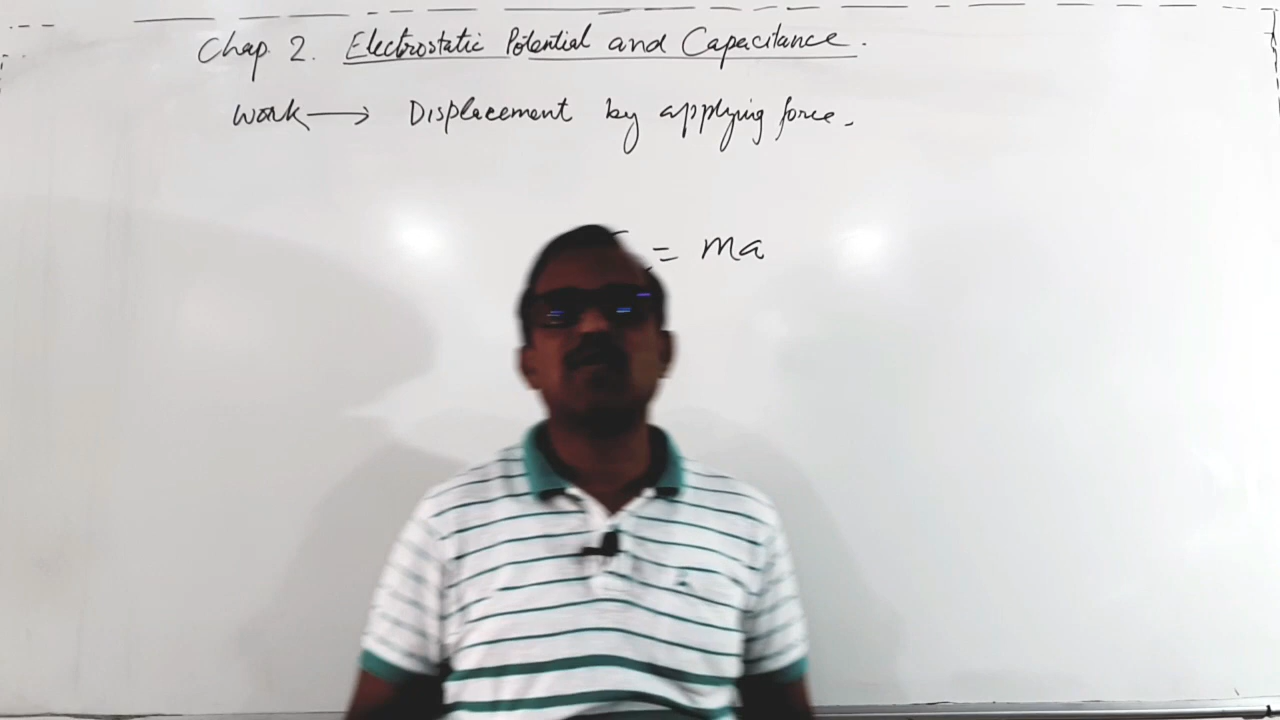 Chap. 2. Electrostatic Potential and Capacitance.
Work → Displacement by applying force.
= ma